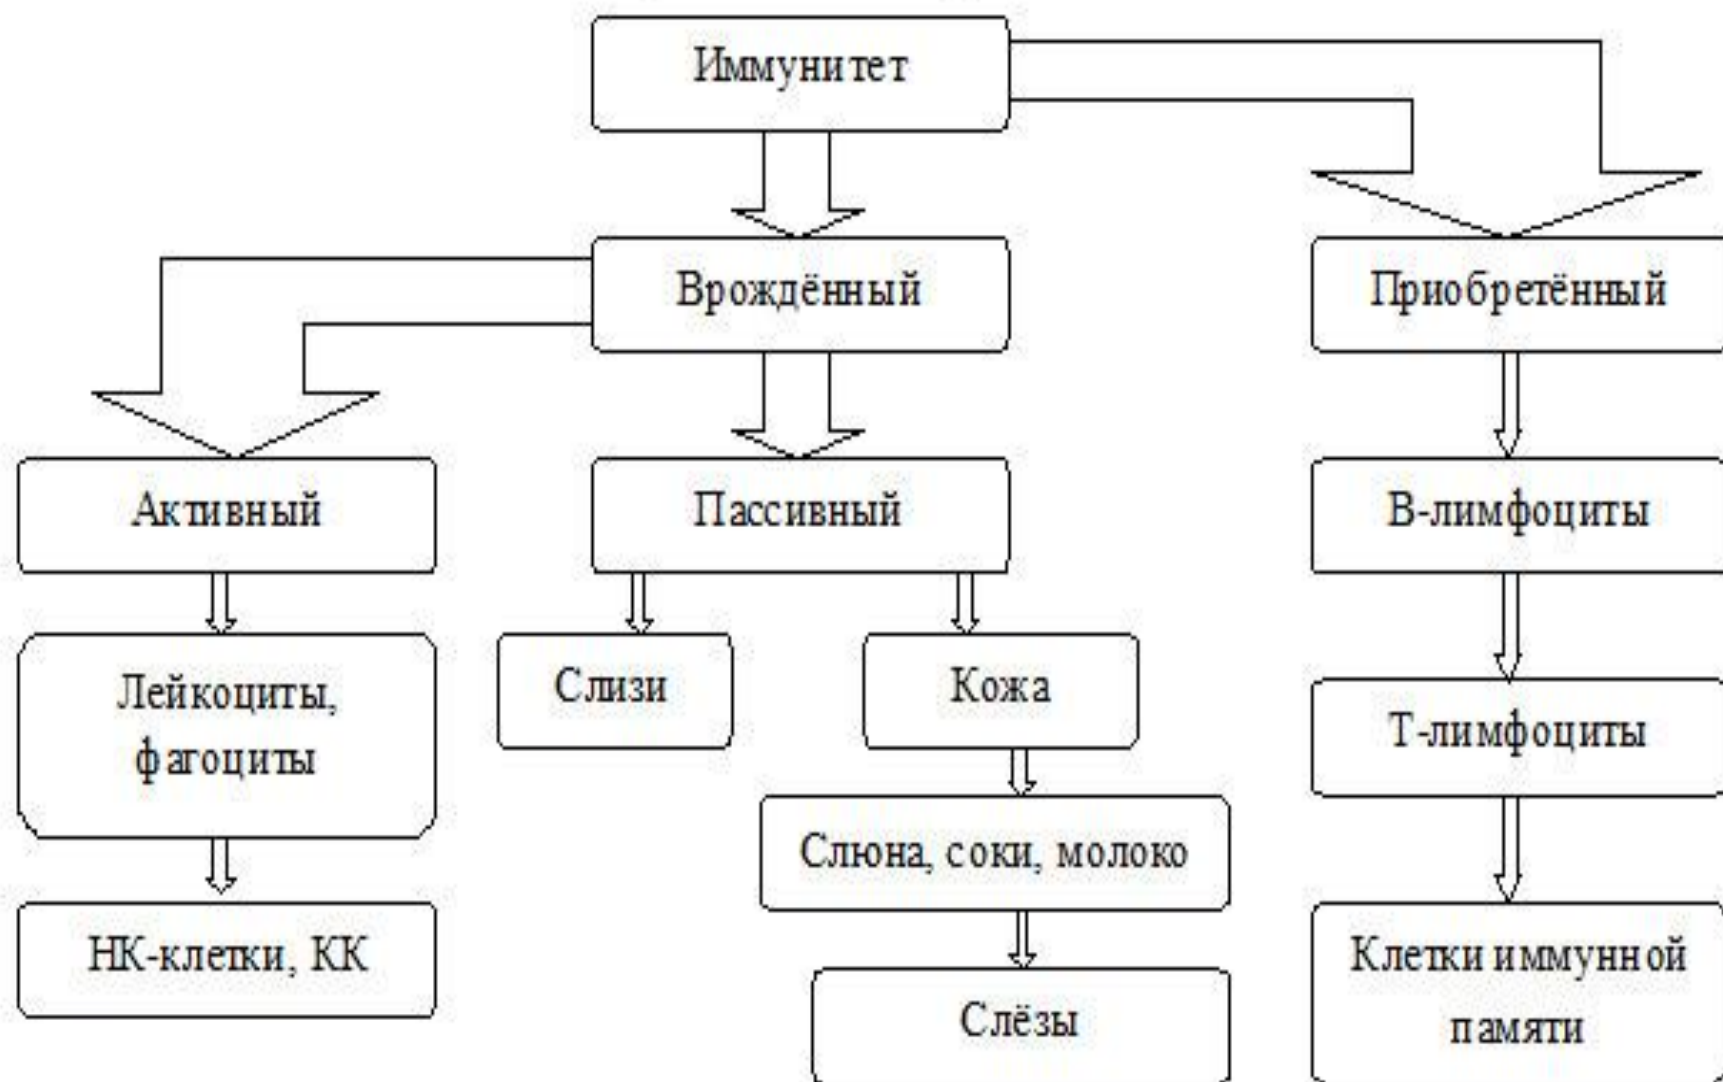 Иммунитет
Врождённый
Приобретённый
Активный
Пассивный
В-лимфоциты
Лейкоциты,
фагоциты
Слизи
Кожа
Т-лимфоциты
Слюна, соки, молоко
НК-клетки, КК
Слёзы
Клетки иммунной
памяти